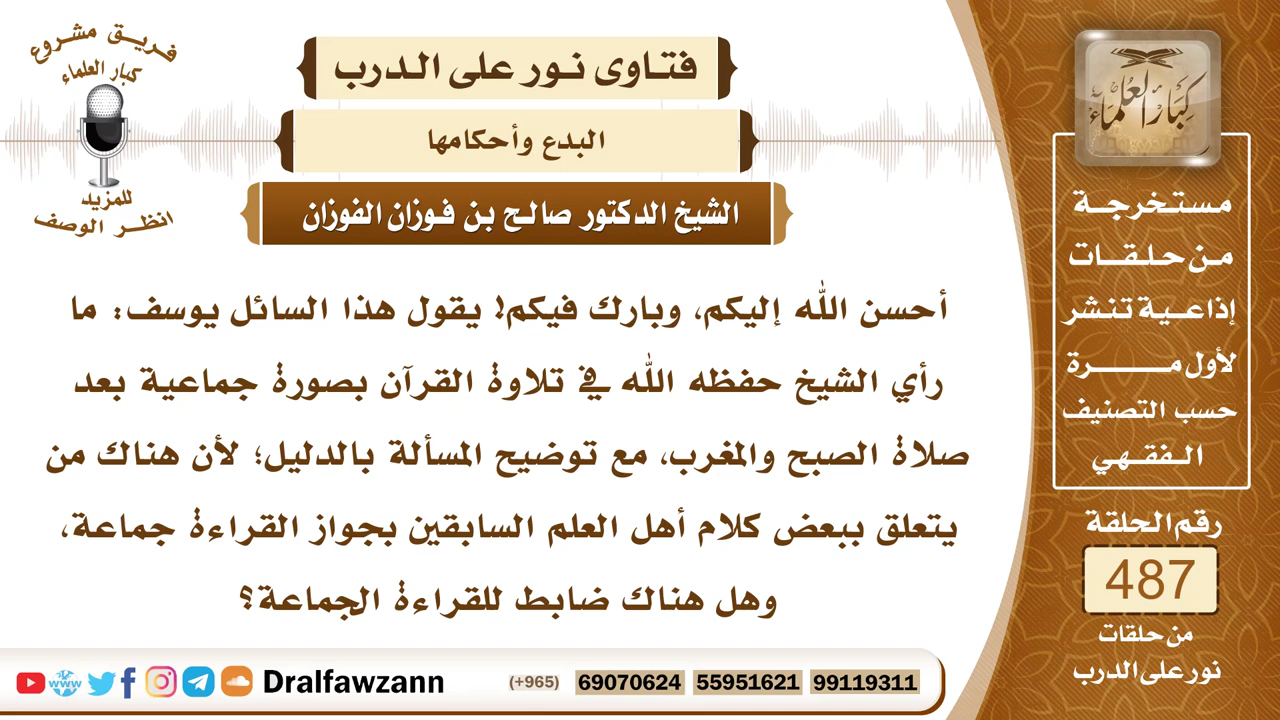 فريق مشروع
كبار العلماء
للمزيد
انظر الوصف
فتاوى نور على الدرب
البدع وأحكامها
الشيخ الدكتور صالح بن فوزان الفوزان
أحسن الله إليكم، وبارك فيكم! يقول هذا السائل يوسف: ما
رأي الشيخ حفظه الله في تلاوة القرآن بصورة جماعية بعد
صلاة الصبح والمغرب، مع توضيح المسألة بالدليل؛ لأن هناك من
يتعلق ببعض كلام أهل العلم السابقين بجواز القراءة جماعة،
وهل هناك ضابط للقراءة الجماعة؟
كبار العلماء
مستخرجة
من حلقات
إذاعية تنشر
لأول مرة
حسب التصنيف
الفقهي
رقم الحلقة
487
من حلقات
نور على الدرب
www
Dralfawzann
(+965) 69070624 55951621 99119311